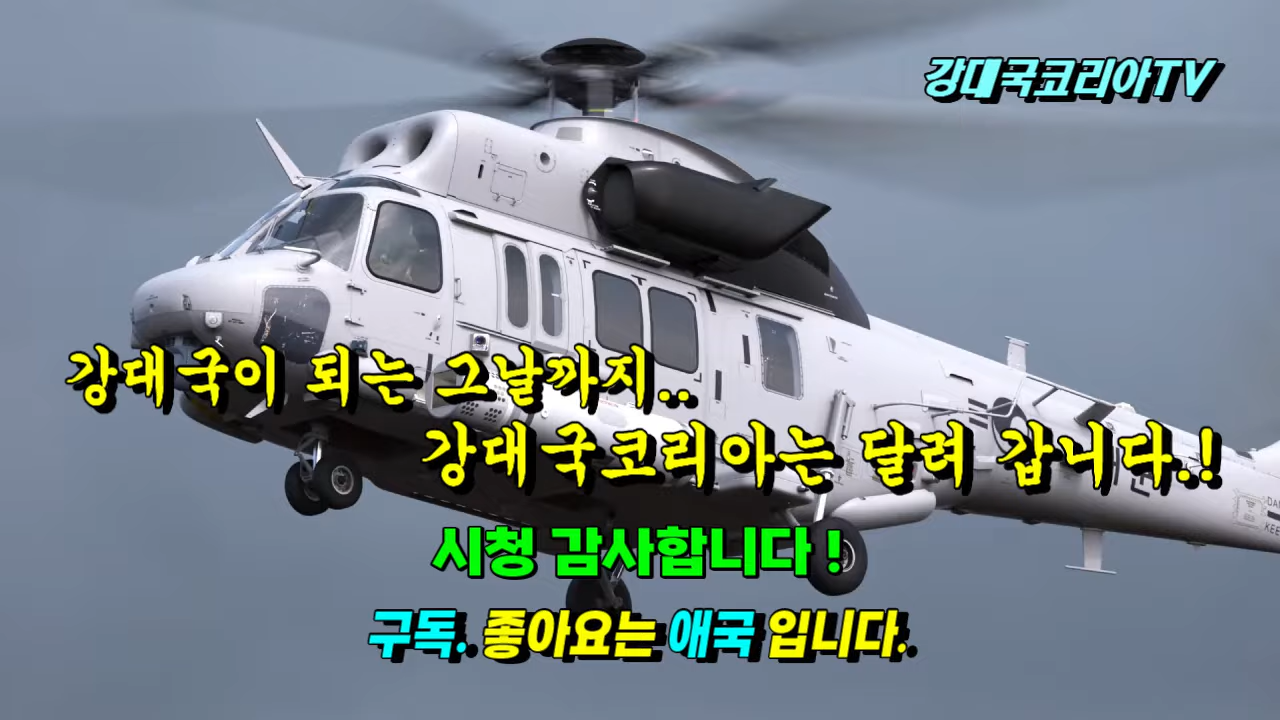 강대국코리아TV
강대국이 되는 그날까지..
강대국코리아는 달려 갑니다.!
시청 감사합니다 !
구독. 좋아요는 애국 입니다.